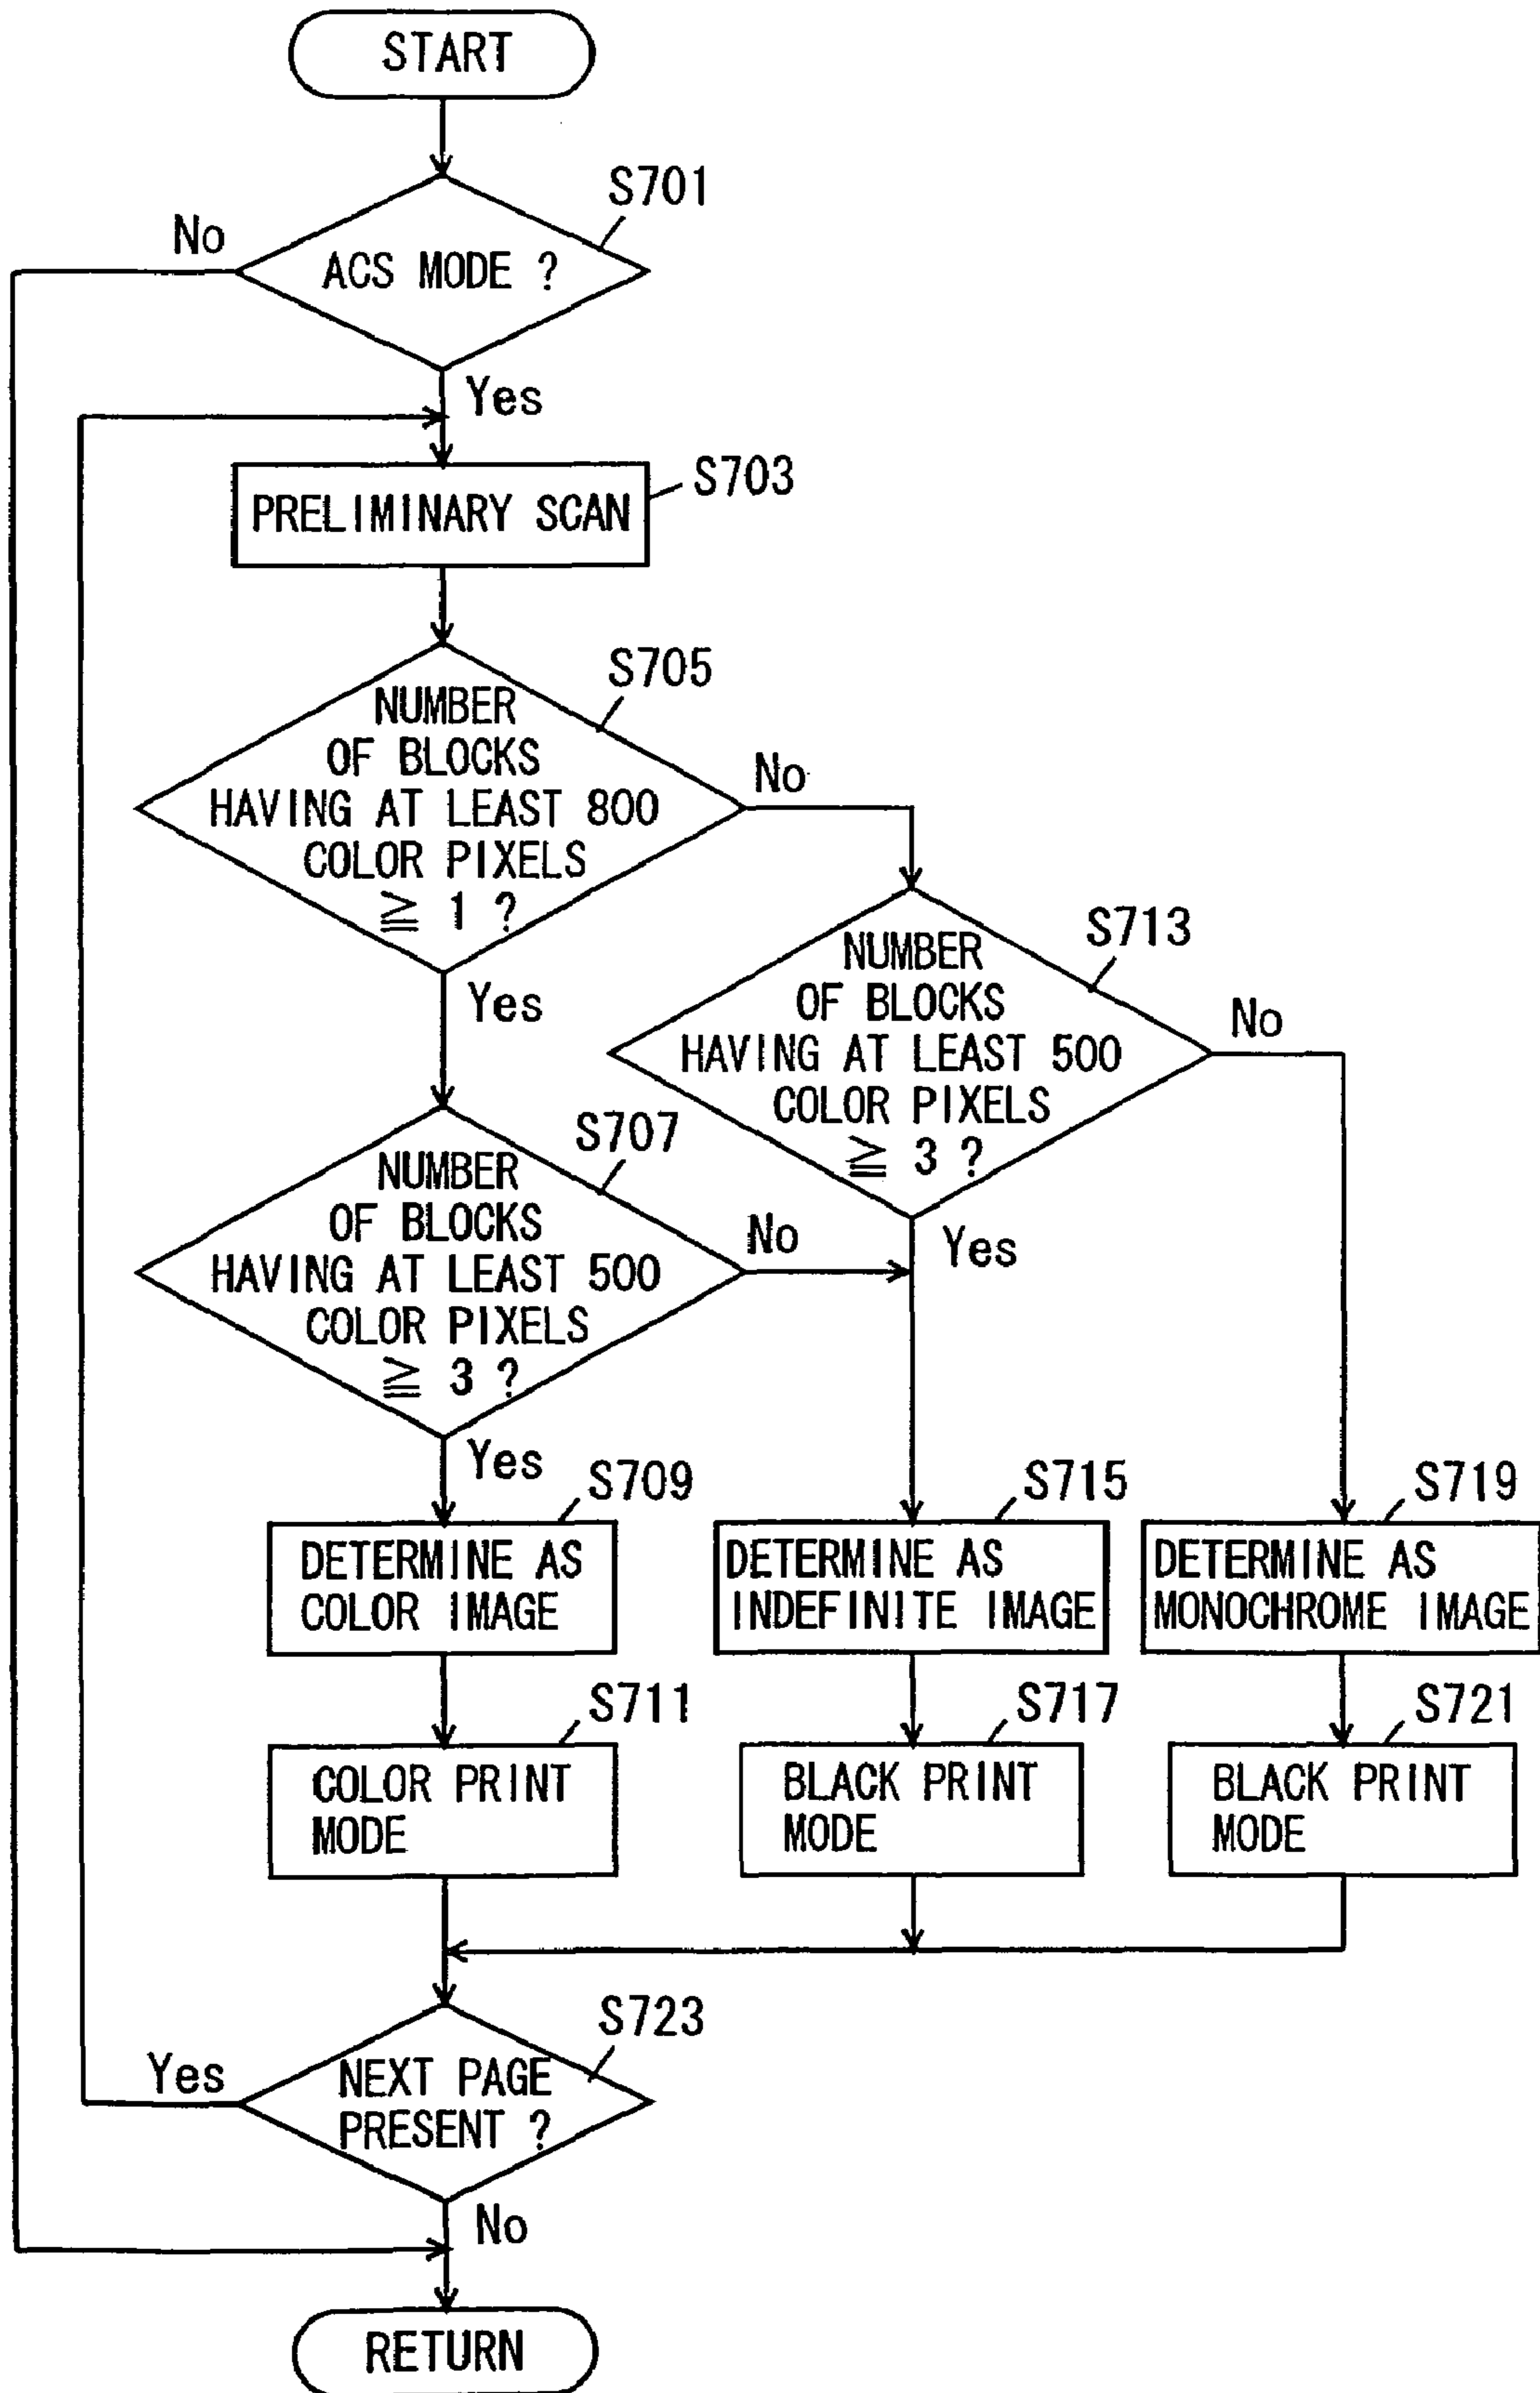 START
S701
No
ACS MODE ?
Yes
S703
PRELIMINARY SCAN
S705
NUMBER
OF BLOCKS
HAVING AT LEAST 800
COLOR PIXELS
≧ 1 ?
No
Yes
S713
NUMBER
OF BLOCKS
HAVING AT LEAST 500
COLOR PIXELS
≧ 3 ?
No
Yes
S707
NUMBER
OF BLOCKS
HAVING AT LEAST 500
COLOR PIXELS
≧ 3 ?
No
Yes
S709
DETERMINE AS
COLOR IMAGE
S715
DETERMINE AS
INDEFINITE IMAGE
S719
DETERMINE AS
MONOCHROME IMAGE
S711
COLOR PRINT
MODE
S717
BLACK PRINT
MODE
S721
BLACK PRINT
MODE
S723
Yes
NEXT PAGE
PRESENT ?
No
RETURN